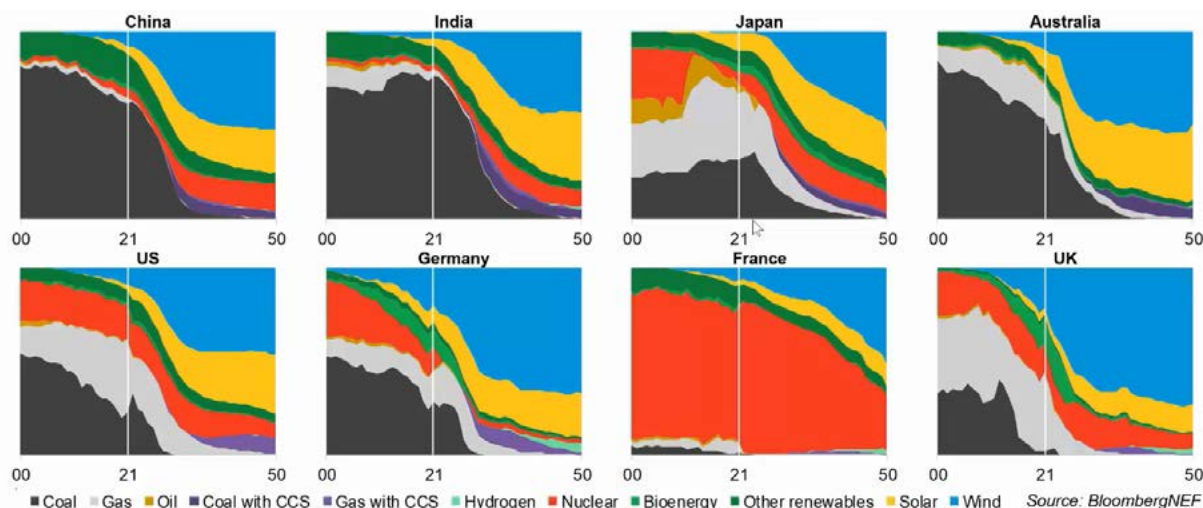 China India Japan Australia
00 21 50 00 21 50 00 21 50 00 21 50
US Germany France UK
00 21 50 00 21 50 00 21 50 00 21 50
Coal Gas Oil Coal with CCS Gas with CCS Hydrogen Nuclear Bioenergy Other renewables Solar Wind Source: BloombergNEF